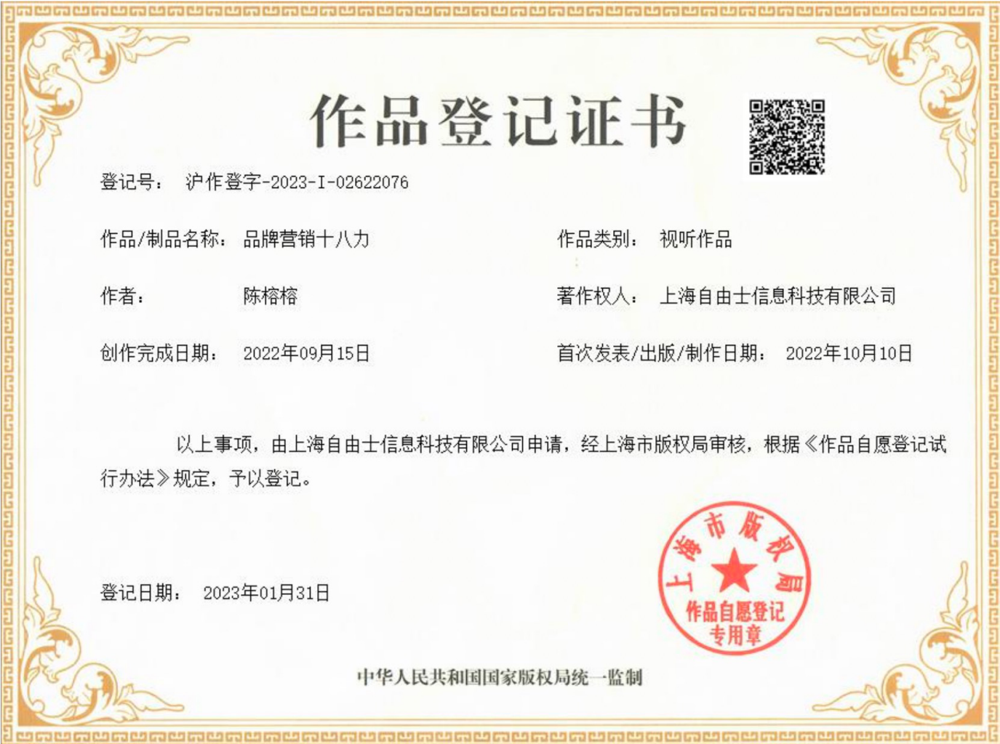 作品登记证书
登记号： 沪作登字-2023-I-02622076
作品/制品名称： 品牌营销十八力
作品类别： 视听作品
作者： 陈榕榕
著作权人： 上海自由士信息科技有限公司
创作完成日期： 2022年09月15日
首次发表/出版/制作日期： 2022年10月10日
以上事项，由上海自由士信息科技有限公司申请，经上海市版权局审核，根据《作品自愿登记试
行办法》规定，予以登记。
登记日期： 2023年01月31日
上海市版权局
作品自愿登记
专用章
中华人民共和国国家版权局统一监制